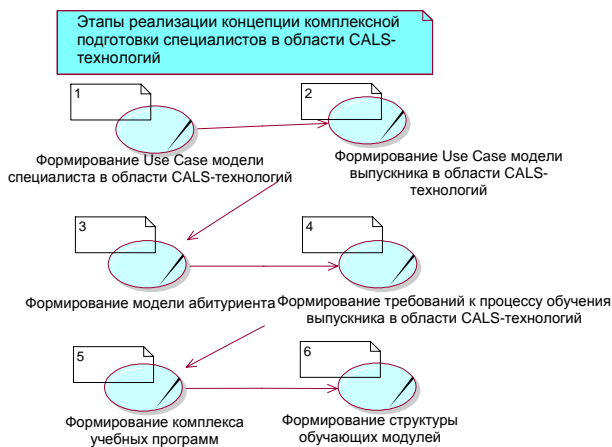 Этапы реализации концепции комплексной
подготовки специалистов в области CALS-
технологий
1
2
Формирование Use Case модели
специалиста в области CALS-технологий
Формирование Use Case модели
выпускника в области CALS-
технологий
3
4
Формирование модели абитуриента
Формирование требований к процессу обучения
выпускника в области CALS-технологий
5
6
Формирование комплекса
учебных программ
Формирование структуры
обучающих модулей